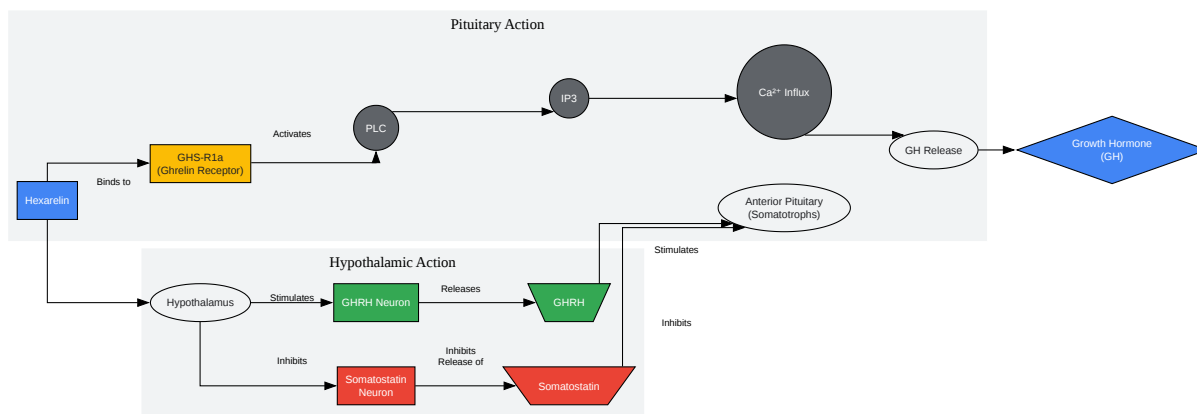 Pituitary Action
Ca²⁺ Influx
IP3
PLC
Activates
GHS-R1a
(Ghrelin Receptor)
Binds to
Hexarelin
GH Release
Growth Hormone
(GH)
Anterior Pituitary
(Somatotrophs)
Stimulates
Hypothalamic Action
Hypothalamus
Stimulates
GHRH Neuron
Releases
GHRH
Inhibits
Inhibits
Somatostatin
Neuron
Inhibits
Release of
Somatostatin